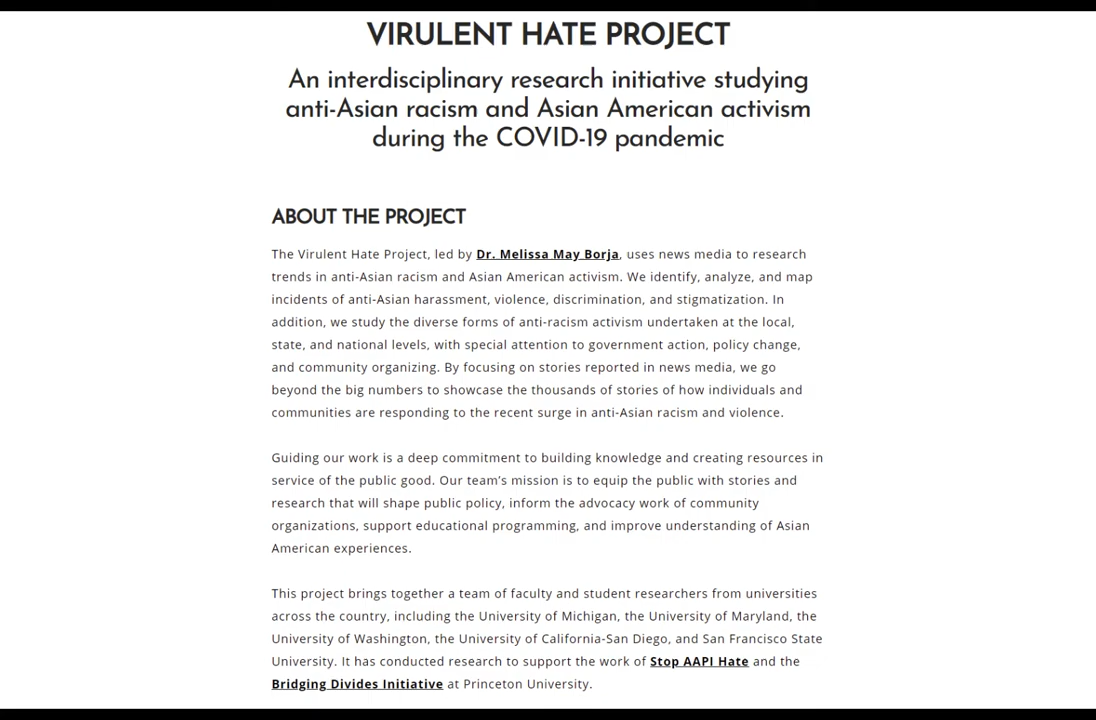 VIRULENT HATE PROJECT
An interdisciplinary research initiative studying
anti-Asian racism and Asian American activism
during the COVID-19 pandemic
ABOUT THE PROJECT
The Virulent Hate Project, led by Dr. Melissa May Borja, uses news media to research
trends in anti-Asian racism and Asian American activism. We identify, analyze, and map
incidents of anti-Asian harassment, violence, discrimination, and stigmatization. In
addition, we study the diverse forms of anti-racism activism undertaken at the local,
state, and national levels, with special attention to government action, policy change,
and community organizing. By focusing on stories reported in news media, we go
beyond the big numbers to showcase the thousands of stories of how individuals and
communities are responding to the recent surge in anti-Asian racism and violence.
Guiding our work is a deep commitment to building knowledge and creating resources in
service of the public good. Our team's mission is to equip the public with stories and
research that will shape public policy, inform the advocacy work of community
organizations, support educational programming, and improve understanding of Asian
American experiences.
This project brings together a team of faculty and student researchers from universities
across the country, including the University of Michigan, the University of Maryland, the
University of Washington, the University of California-San Diego, and San Francisco State
University. It has conducted research to support the work of Stop AAPI Hate and the
Bridging Divides Initiative at Princeton University.